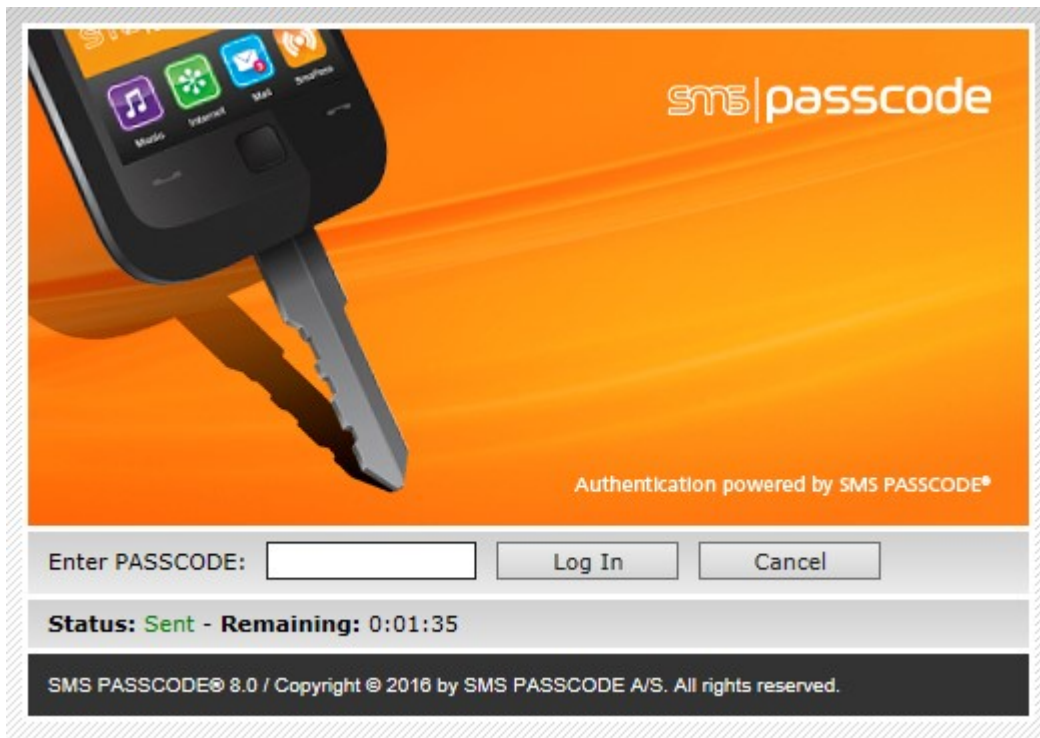 Music
Internet
Mail
SmsPass
sms|passcode
Authentication powered by SMS PASSCODE®
Enter PASSCODE:
Log In
Cancel
Status: Sent - Remaining: 0:01:35
SMS PASSCODE® 8.0 / Copyright © 2016 by SMS PASSCODE A/S. All rights reserved.